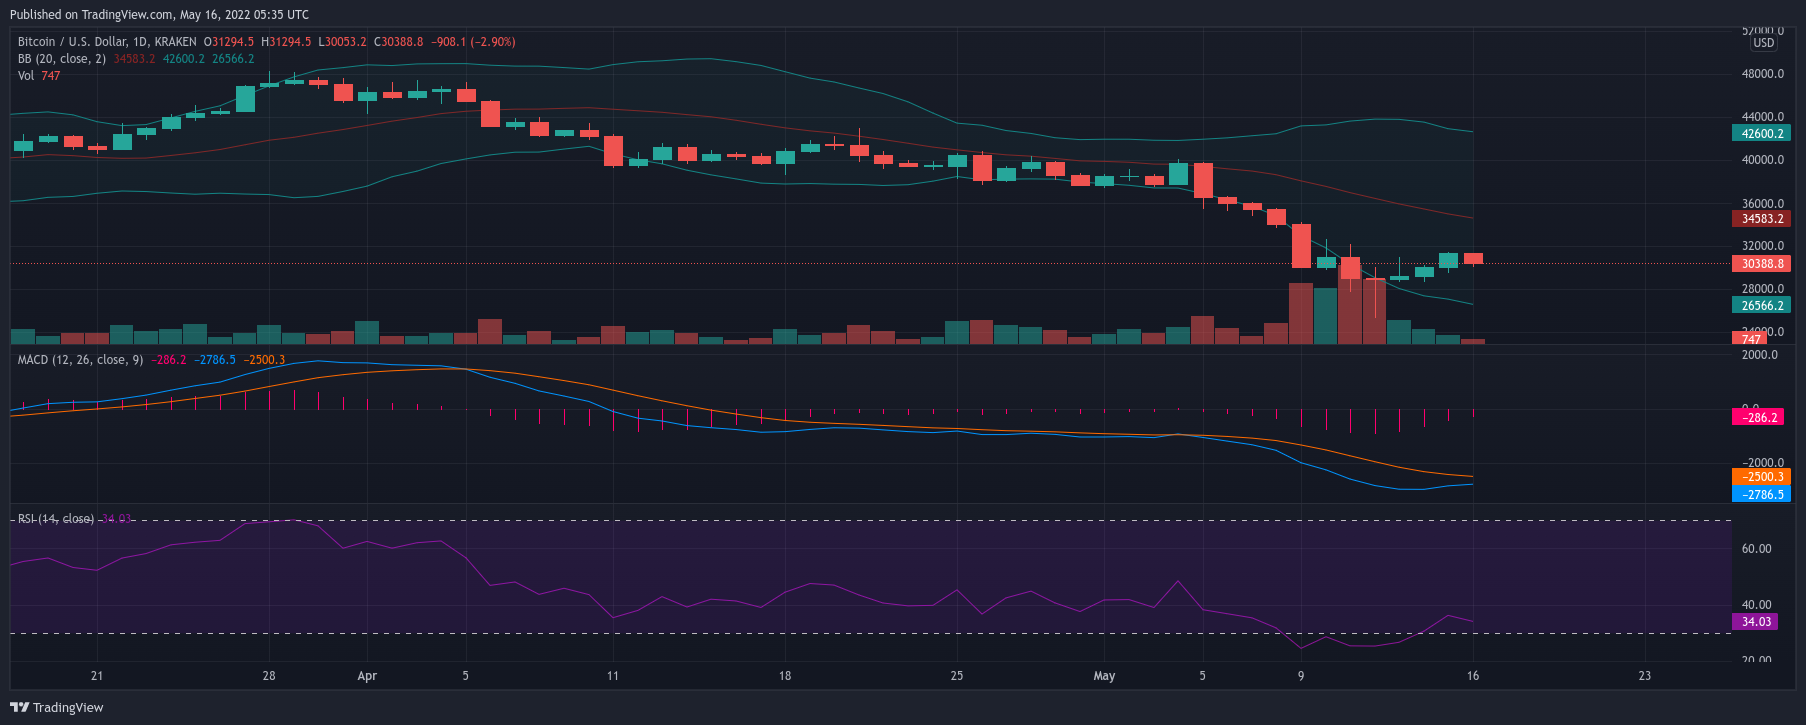 Published on TradingView.com, May 16, 2022 05:35 UTC
Bitcoin / U.S. Dollar, 1D, KRAKEN O31294.5 H31294.5 L30053.2 C30388.8 −908.1 (−2.90%)
BB (20, close, 2) 34583.2 42600.2 26566.2
Vol 747
52000.0
USD
48000.0
44000.0
42600.2
40000.0
36000.0
34583.2
32000.0
30388.8
28000.0
26566.2
24000.0
747
MACD (12, 26, close, 9) −286.2 −2786.5 −2500.3
2000.0
0.0
−286.2
−2000.0
−2500.3
−2786.5
RSI (14, close) 34.03
60.00
40.00
34.03
20.00
21 28 Apr 5 11 18 25 May 5 9 16 23
TradingView